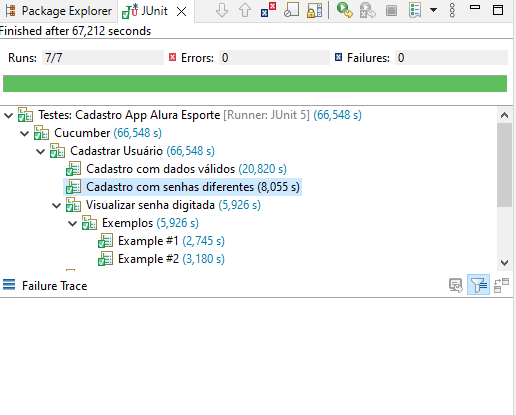 Package Explorer JUnit
Finished after 67,212 seconds
Runs: 7/7 Errors: 0 Failures: 0
Testes: Cadastro App Alura Esporte [Runner: JUnit 5] (66,548 s)
Cucumber (66,548 s)
Cadastrar Usuário (66,548 s)
Cadastro com dados válidos (20,820 s)
Cadastro com senhas diferentes (8,055 s)
Visualizar senha digitada (5,926 s)
Exemplos (5,926 s)
Example #1 (2,745 s)
Example #2 (3,180 s)
Failure Trace